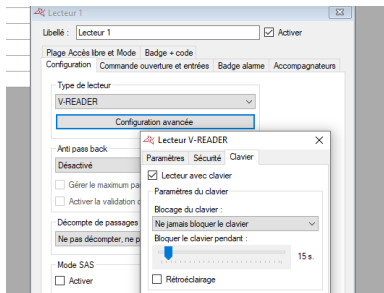 Lecteur 1
Libellé : Lecteur 1 Activer
Plage Accès libre et Mode Badge + code
Configuration Commande ouverture et entrées Badge alarme Accompagnateurs
Type de lecteur
V-READER
Configuration avancée
Anti pass back
Désactivé
Gérer le maximum pa
Activer la validation d
Décompte de passages
Ne pas décompter, ne p
Mode SAS
Activer
Lecteur V-READER
Paramètres Sécurité Clavier
Lecteur avec clavier
Paramètres du clavier
Blocage du clavier :
Ne jamais bloquer le clavier
Bloquer le clavier pendant :
15 s.
Rétroéclairage